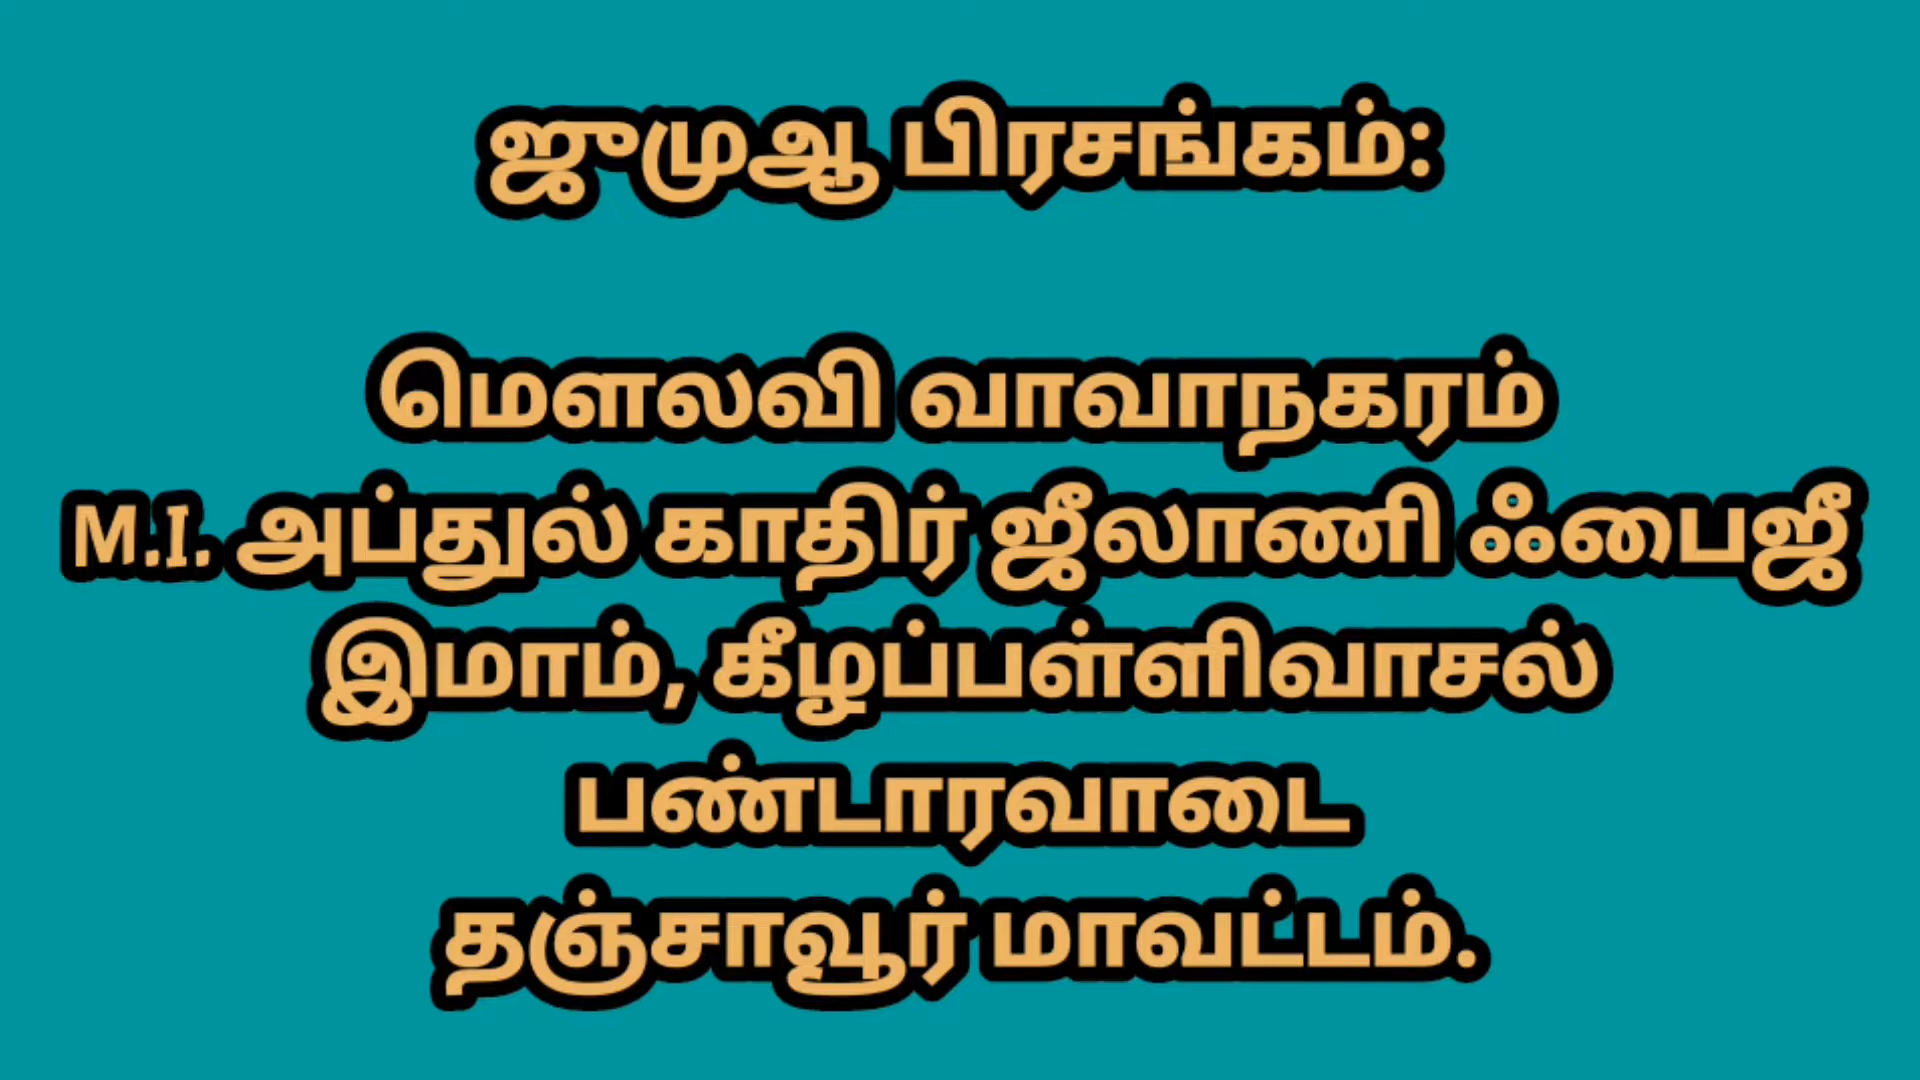 ஜுமுஆ பிரசங்கம்:
மௌலவி வாவாநகரம்
M.I. அப்துல் காதிர் ஜீலாணி ஃபைஜீ
இமாம், கீழப்பள்ளிவாசல்
பண்டாரவாடை
தஞ்சாவூர் மாவட்டம்.